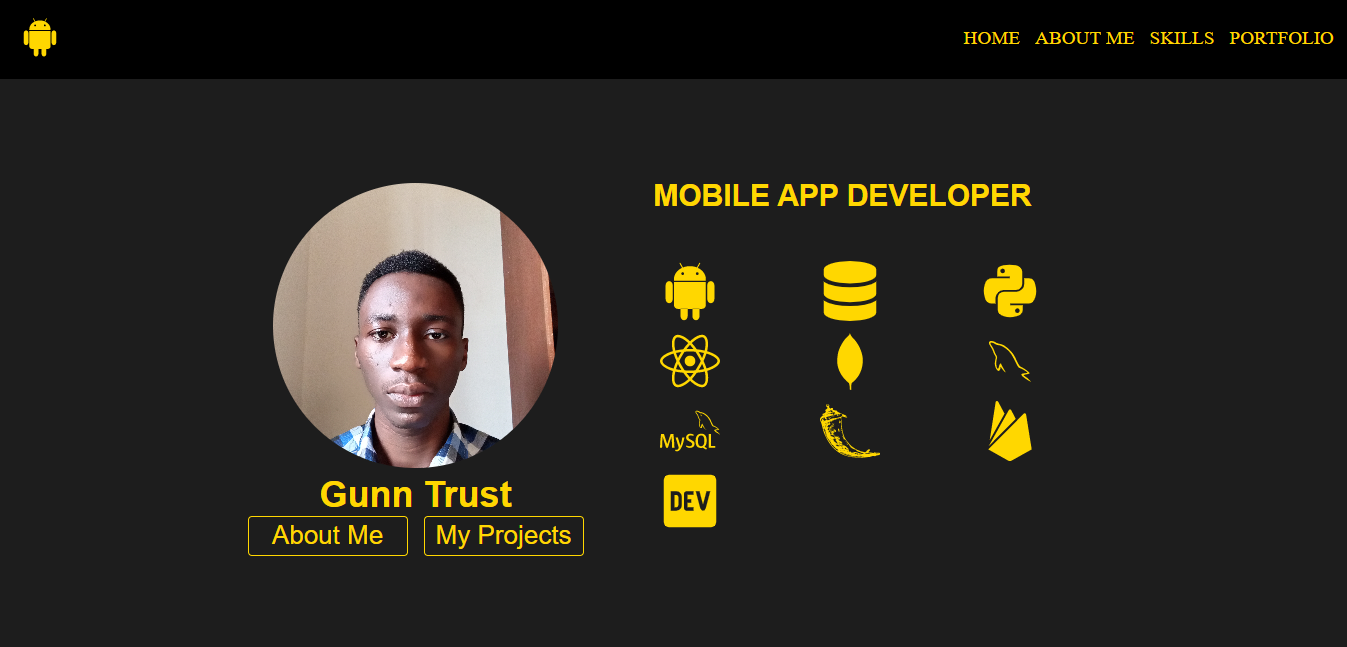 HOME ABOUT ME SKILLS PORTFOLIO
MOBILE APP DEVELOPER
MySQL
DEV
Gunn Trust
About Me My Projects